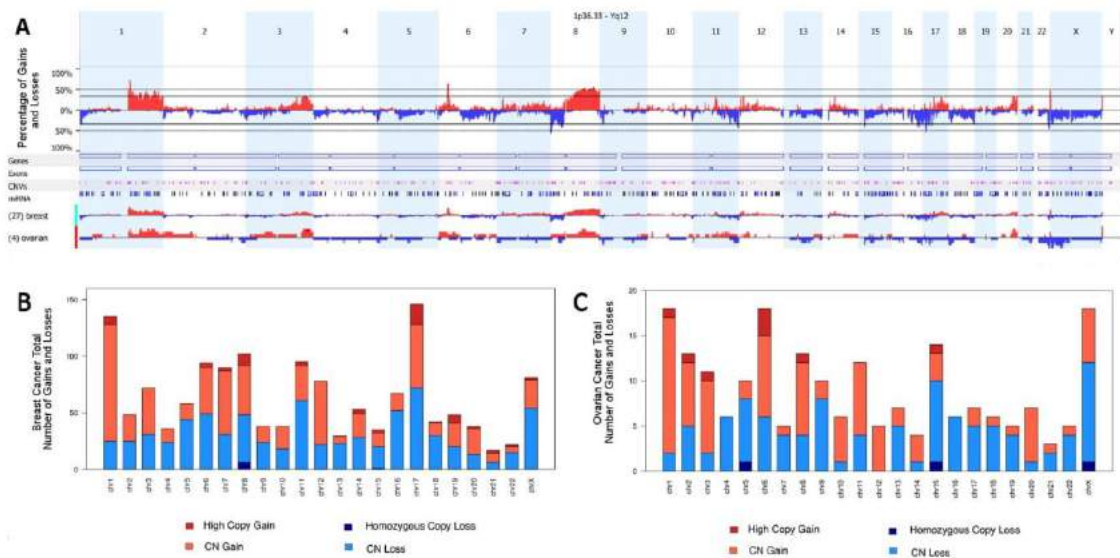 1p36.33 - Yq12
A
1 2 3 4 5 6 7 8 9 10 11 12 13 14 15 16 17 18 19 20 21 22 X Y
Percentage of Gains
and Losses
100%
50%
0%
50%
100%
Genes
Exons
CNVs
miRNA
(27) breast
(4) ovarian
B
Breast Cancer Total
Number of Gains and Losses
150
100
50
0
chr1 chr2 chr3 chr4 chr5 chr6 chr7 chr8 chr9 chr10 chr11 chr12 chr13 chr14 chr15 chr16 chr17 chr18 chr19 chr20 chr21 chr22 chrX
High Copy Gain
CN Gain
Homozygous Copy Loss
CN Loss
C
Ovarian Cancer Total
Number of Gains and Losses
20
15
10
5
0
chr1 chr2 chr3 chr4 chr5 chr6 chr7 chr8 chr9 chr10 chr11 chr12 chr13 chr14 chr15 chr16 chr17 chr18 chr19 chr20 chr21 chr22 chrX
High Copy Gain
CN Gain
Homozygous Copy Loss
CN Loss